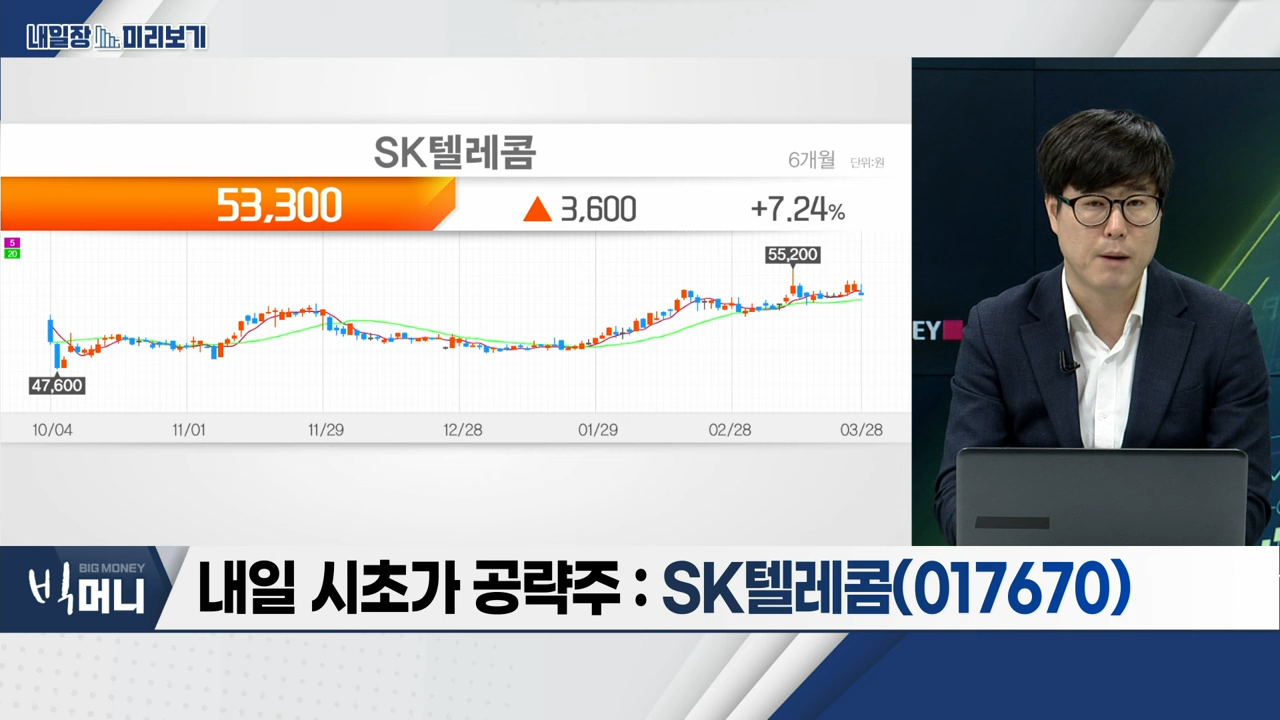 내일장 미리보기
SK텔레콤
6개월 단위:원
53,300 ▲ 3,600 +7.24%
5
20
55,200
47,600
10/04 11/01 11/29 12/28 01/29 02/28 03/28
EY
BIG MONEY
빅머니
내일 시초가 공략주 : SK텔레콤(017670)